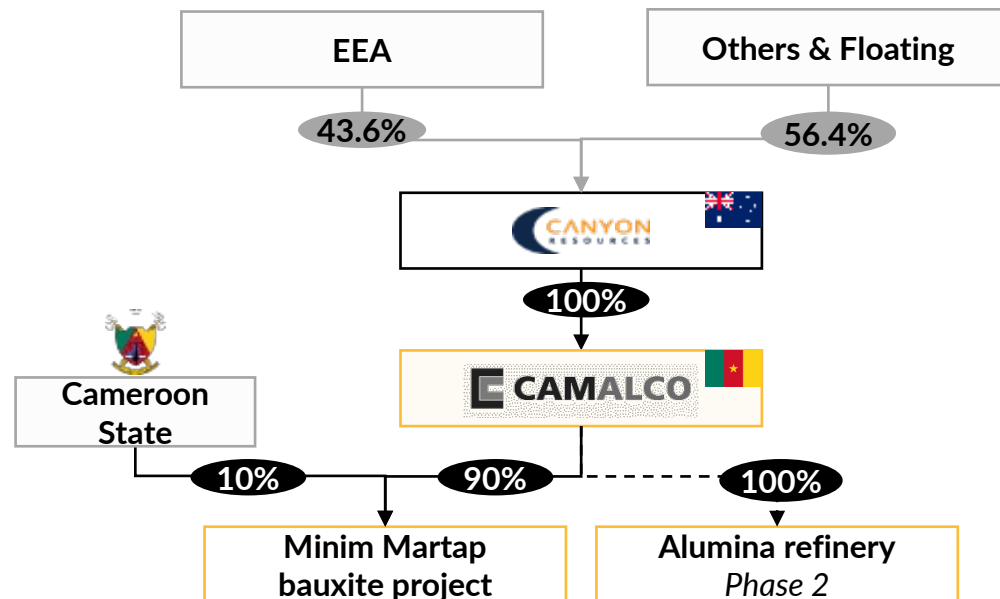 EEA
Others & Floating
43.6%
56.4%
CANYON
RESOURCES
100%
CAMALCO
Cameroon
State
10%
90%
100%
Minim Martap
bauxite project
Alumina refinery
Phase 2